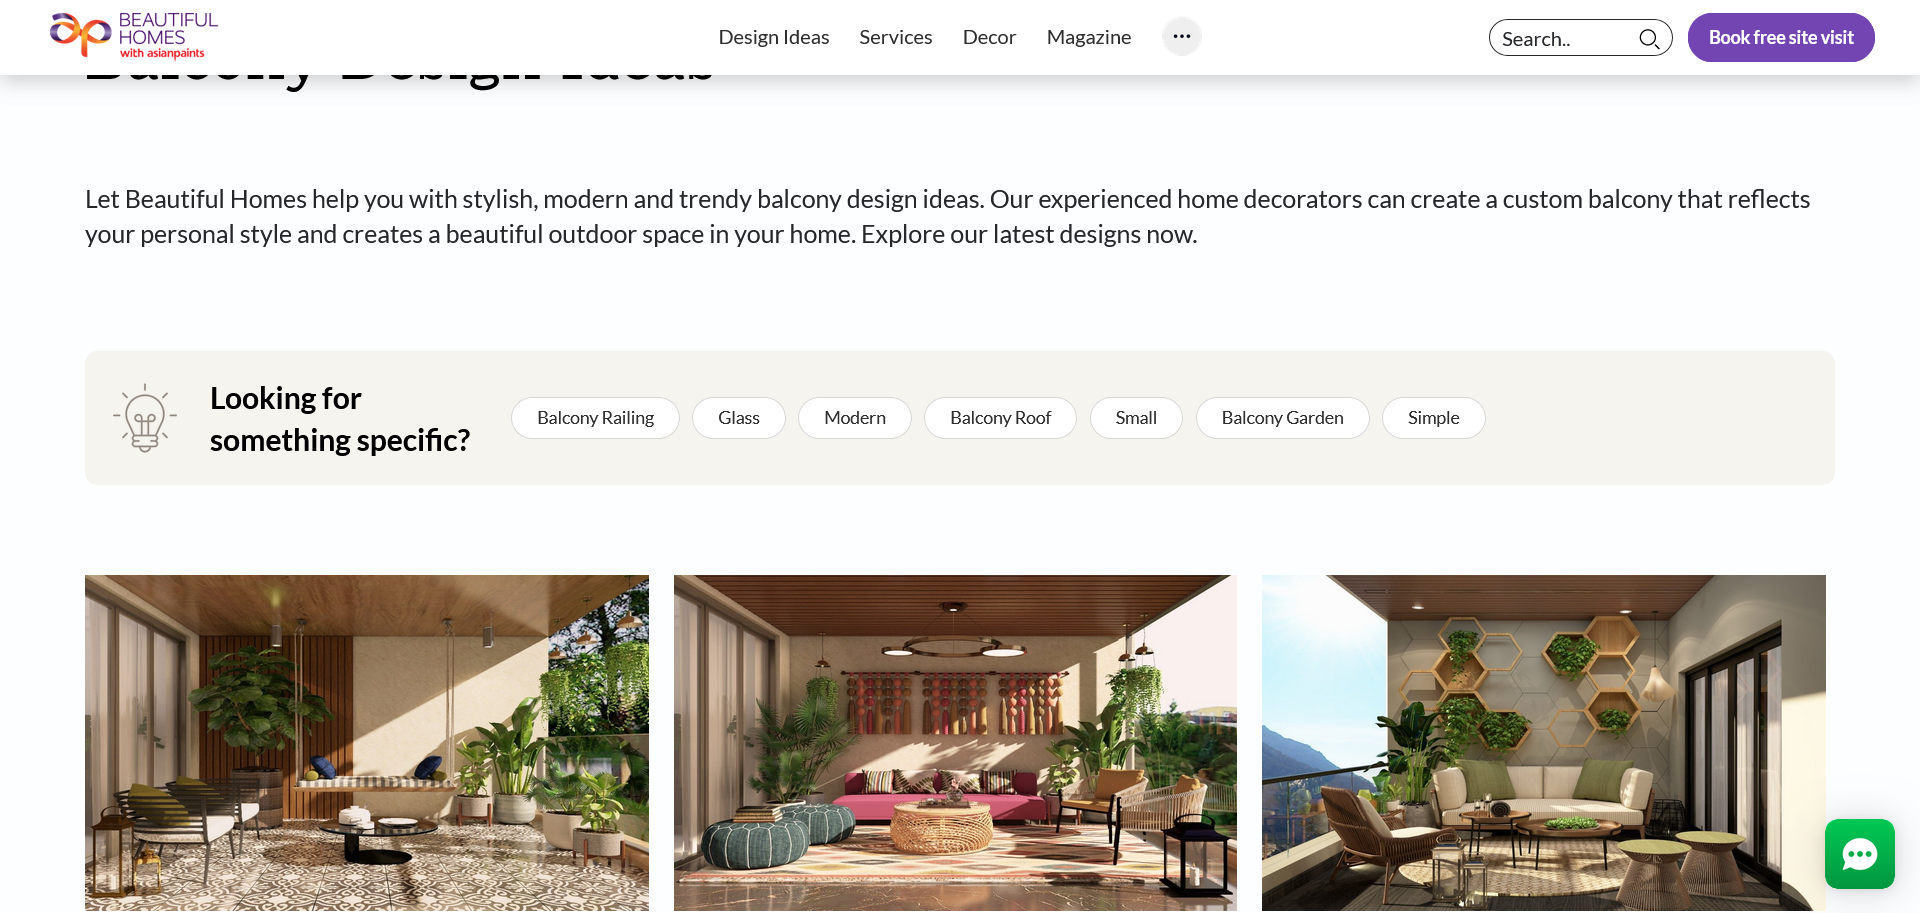 BEAUTIFUL
HOMES
with asianpaints
Design Ideas
Services
Decor
Magazine
Search..
Book free site visit
Balcony Design Ideas
Let Beautiful Homes help you with stylish, modern and trendy balcony design ideas. Our experienced home decorators can create a custom balcony that reflects
your personal style and creates a beautiful outdoor space in your home. Explore our latest designs now.
Looking for
something specific?
Balcony Railing
Glass
Modern
Balcony Roof
Small
Balcony Garden
Simple